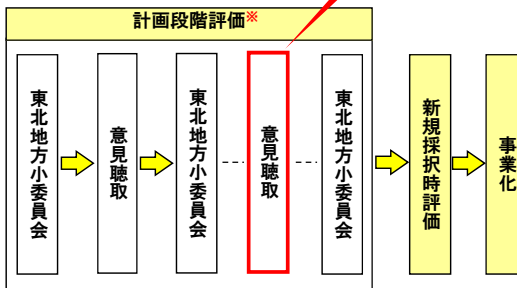 計画段階評価※
東北地方小委員会
意見聴取
東北地方小委員会
意見聴取
東北地方小委員会
新規採択時評価
事業化